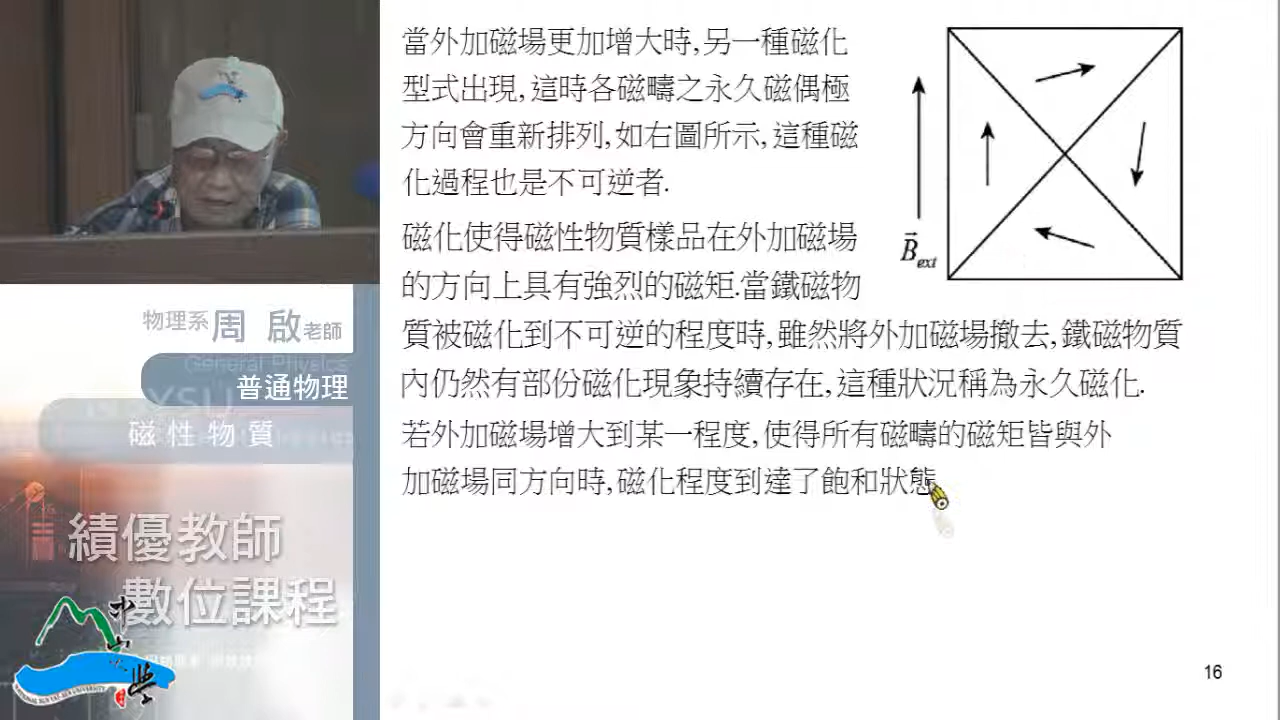 當外加磁場更加增大時,另一種磁化
型式出現,這時各磁疇之永久磁偶極
方向會重新排列,如右圖所示,這種磁
化過程也是不可逆者.
磁化使得磁性物質樣品在外加磁場
的方向上具有強烈的磁矩.當鐵磁物
質被磁化到不可逆的程度時,雖然將外加磁場撤去,鐵磁物質
內仍然有部份磁化現象持續存在,這種狀況稱為永久磁化.
若外加磁場增大到某一程度,使得所有磁疇的磁矩皆與外
加磁場同方向時,磁化程度到達了飽和狀態
B⃗ext
物理系 周 啟 老師
General Physics
普通物理
磁性物質
績優教師
數位課程
NATIONAL SUN YAT-SEN UNIVERSITY
16